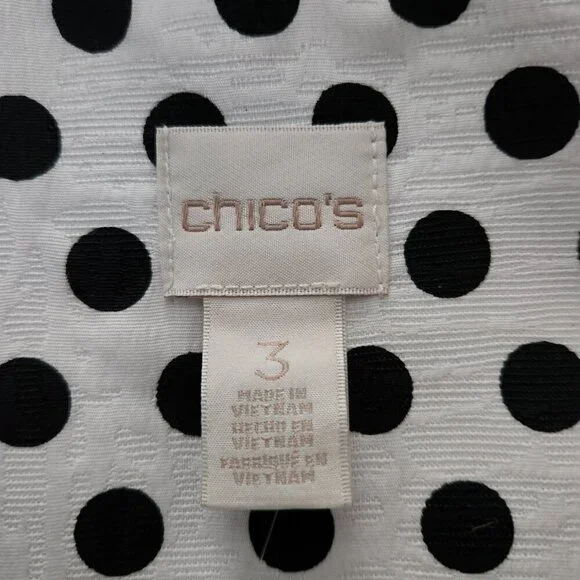 chico's
3
MADE IN
VIETNAM
HECHO EN
VIETNAM
FABRIQUÉ EN
VIETNAM